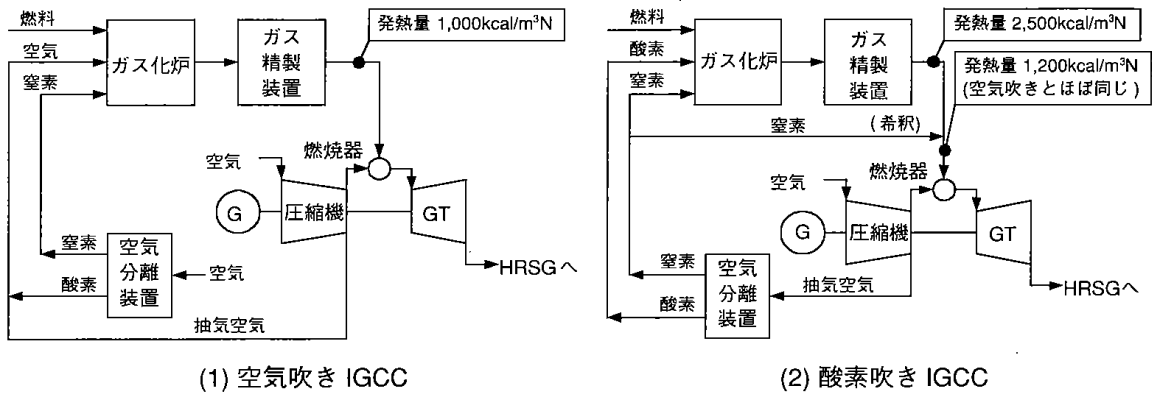 燃料
空気
窒素
ガス化炉
ガス
精製
装置
発熱量 1,000kcal/m³N
空気
燃焼器
G
圧縮機
GT
窒素
酸素
空気
分離
装置
空気
HRSGへ
抽気空気
(1) 空気吹き IGCC
燃料
酸素
窒素
ガス化炉
ガス
精製
装置
発熱量 2,500kcal/m³N
発熱量 1,200kcal/m³N
(空気吹きとほぼ同じ)
窒素
(希釈)
空気
燃焼器
G
圧縮機
GT
窒素
酸素
空気
分離
装置
抽気空気
HRSGへ
(2) 酸素吹き IGCC